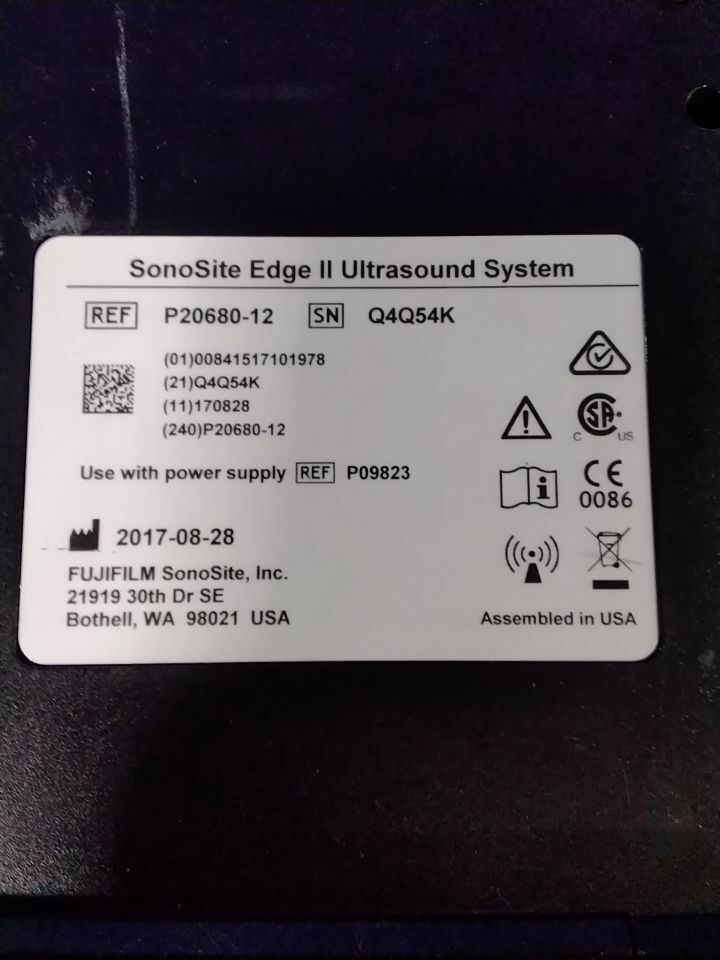 SonoSite Edge II Ultrasound System
REF P20680-12 SN Q4Q54K
(01)00841517101978
(21)Q4Q54K
(11)170828
(240)P20680-12
Use with power supply REF P09823
C SA US
CE
0086
2017-08-28
FUJIFILM SonoSite, Inc.
21919 30th Dr SE
Bothell, WA 98021 USA
Assembled in USA